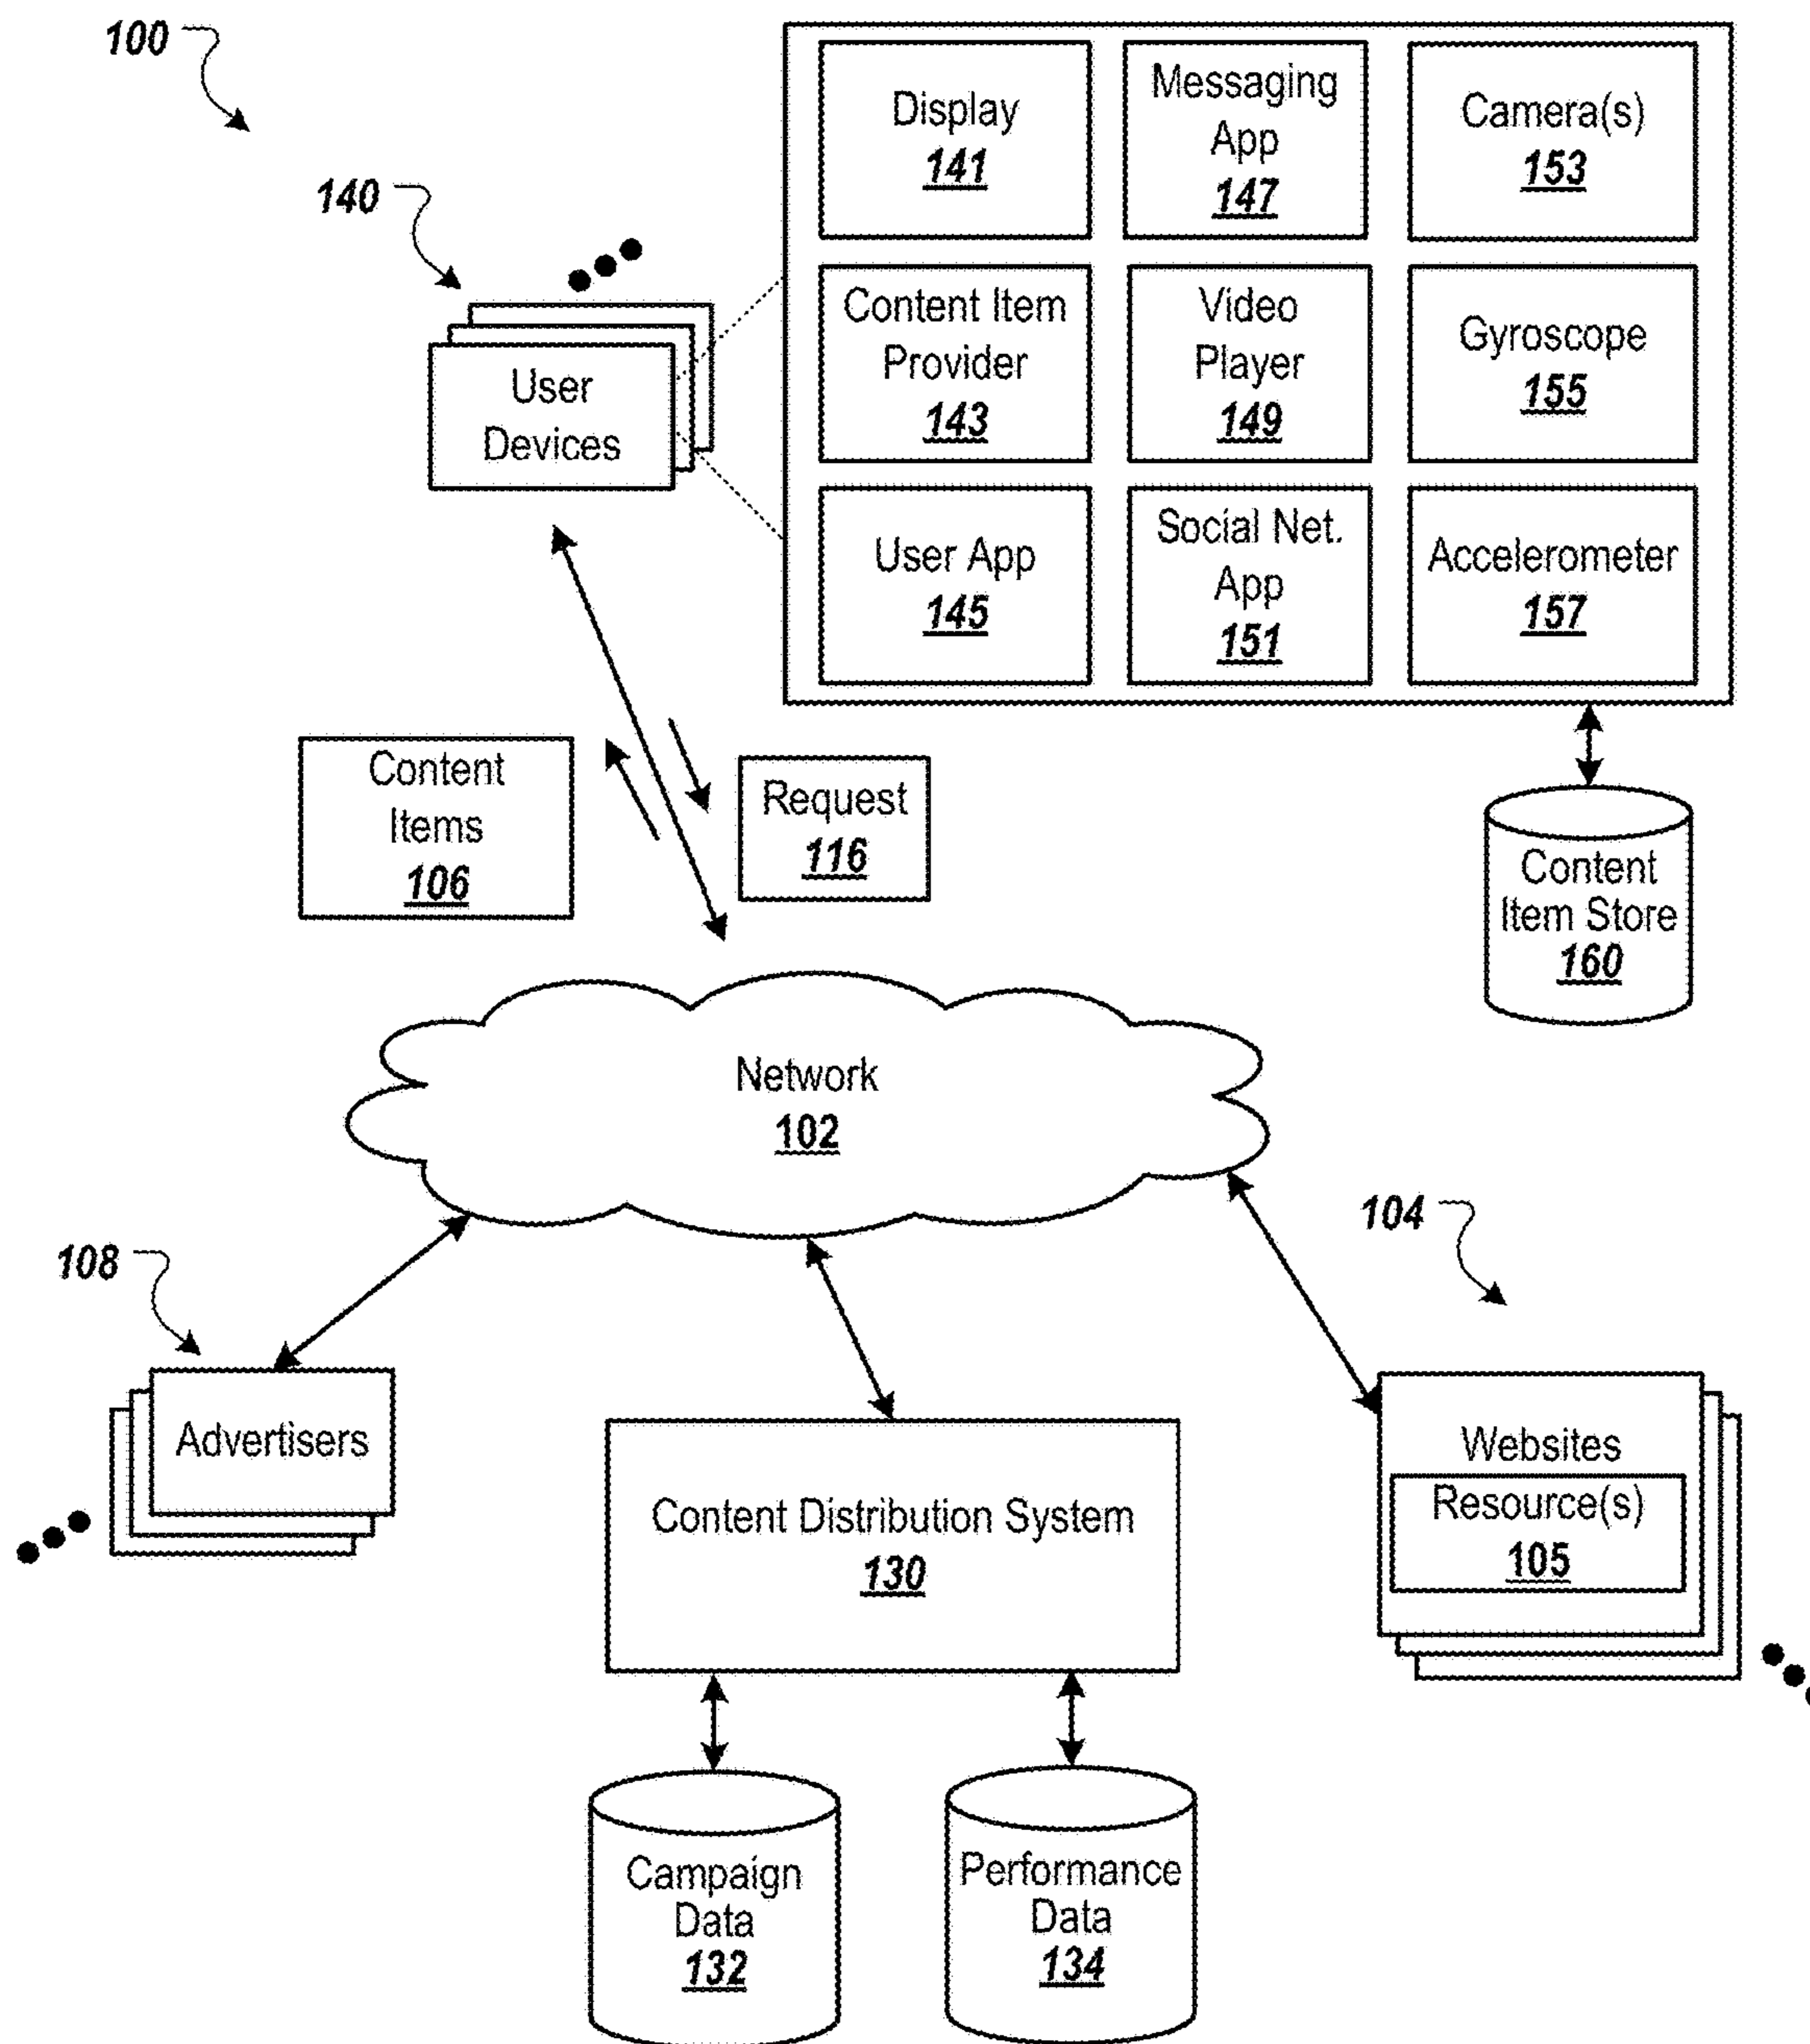 100
140
User
Devices
Display
141
Messaging
App
147
Camera(s)
153
Content Item
Provider
143
Video
Player
149
Gyroscope
155
User App
145
Social Net.
App
151
Accelerometer
157
Content
Items
106
Request
116
Content
Item Store
160
Network
102
108
Advertisers
104
Websites
Resource(s)
105
Content Distribution System
130
Campaign
Data
132
Performance
Data
134